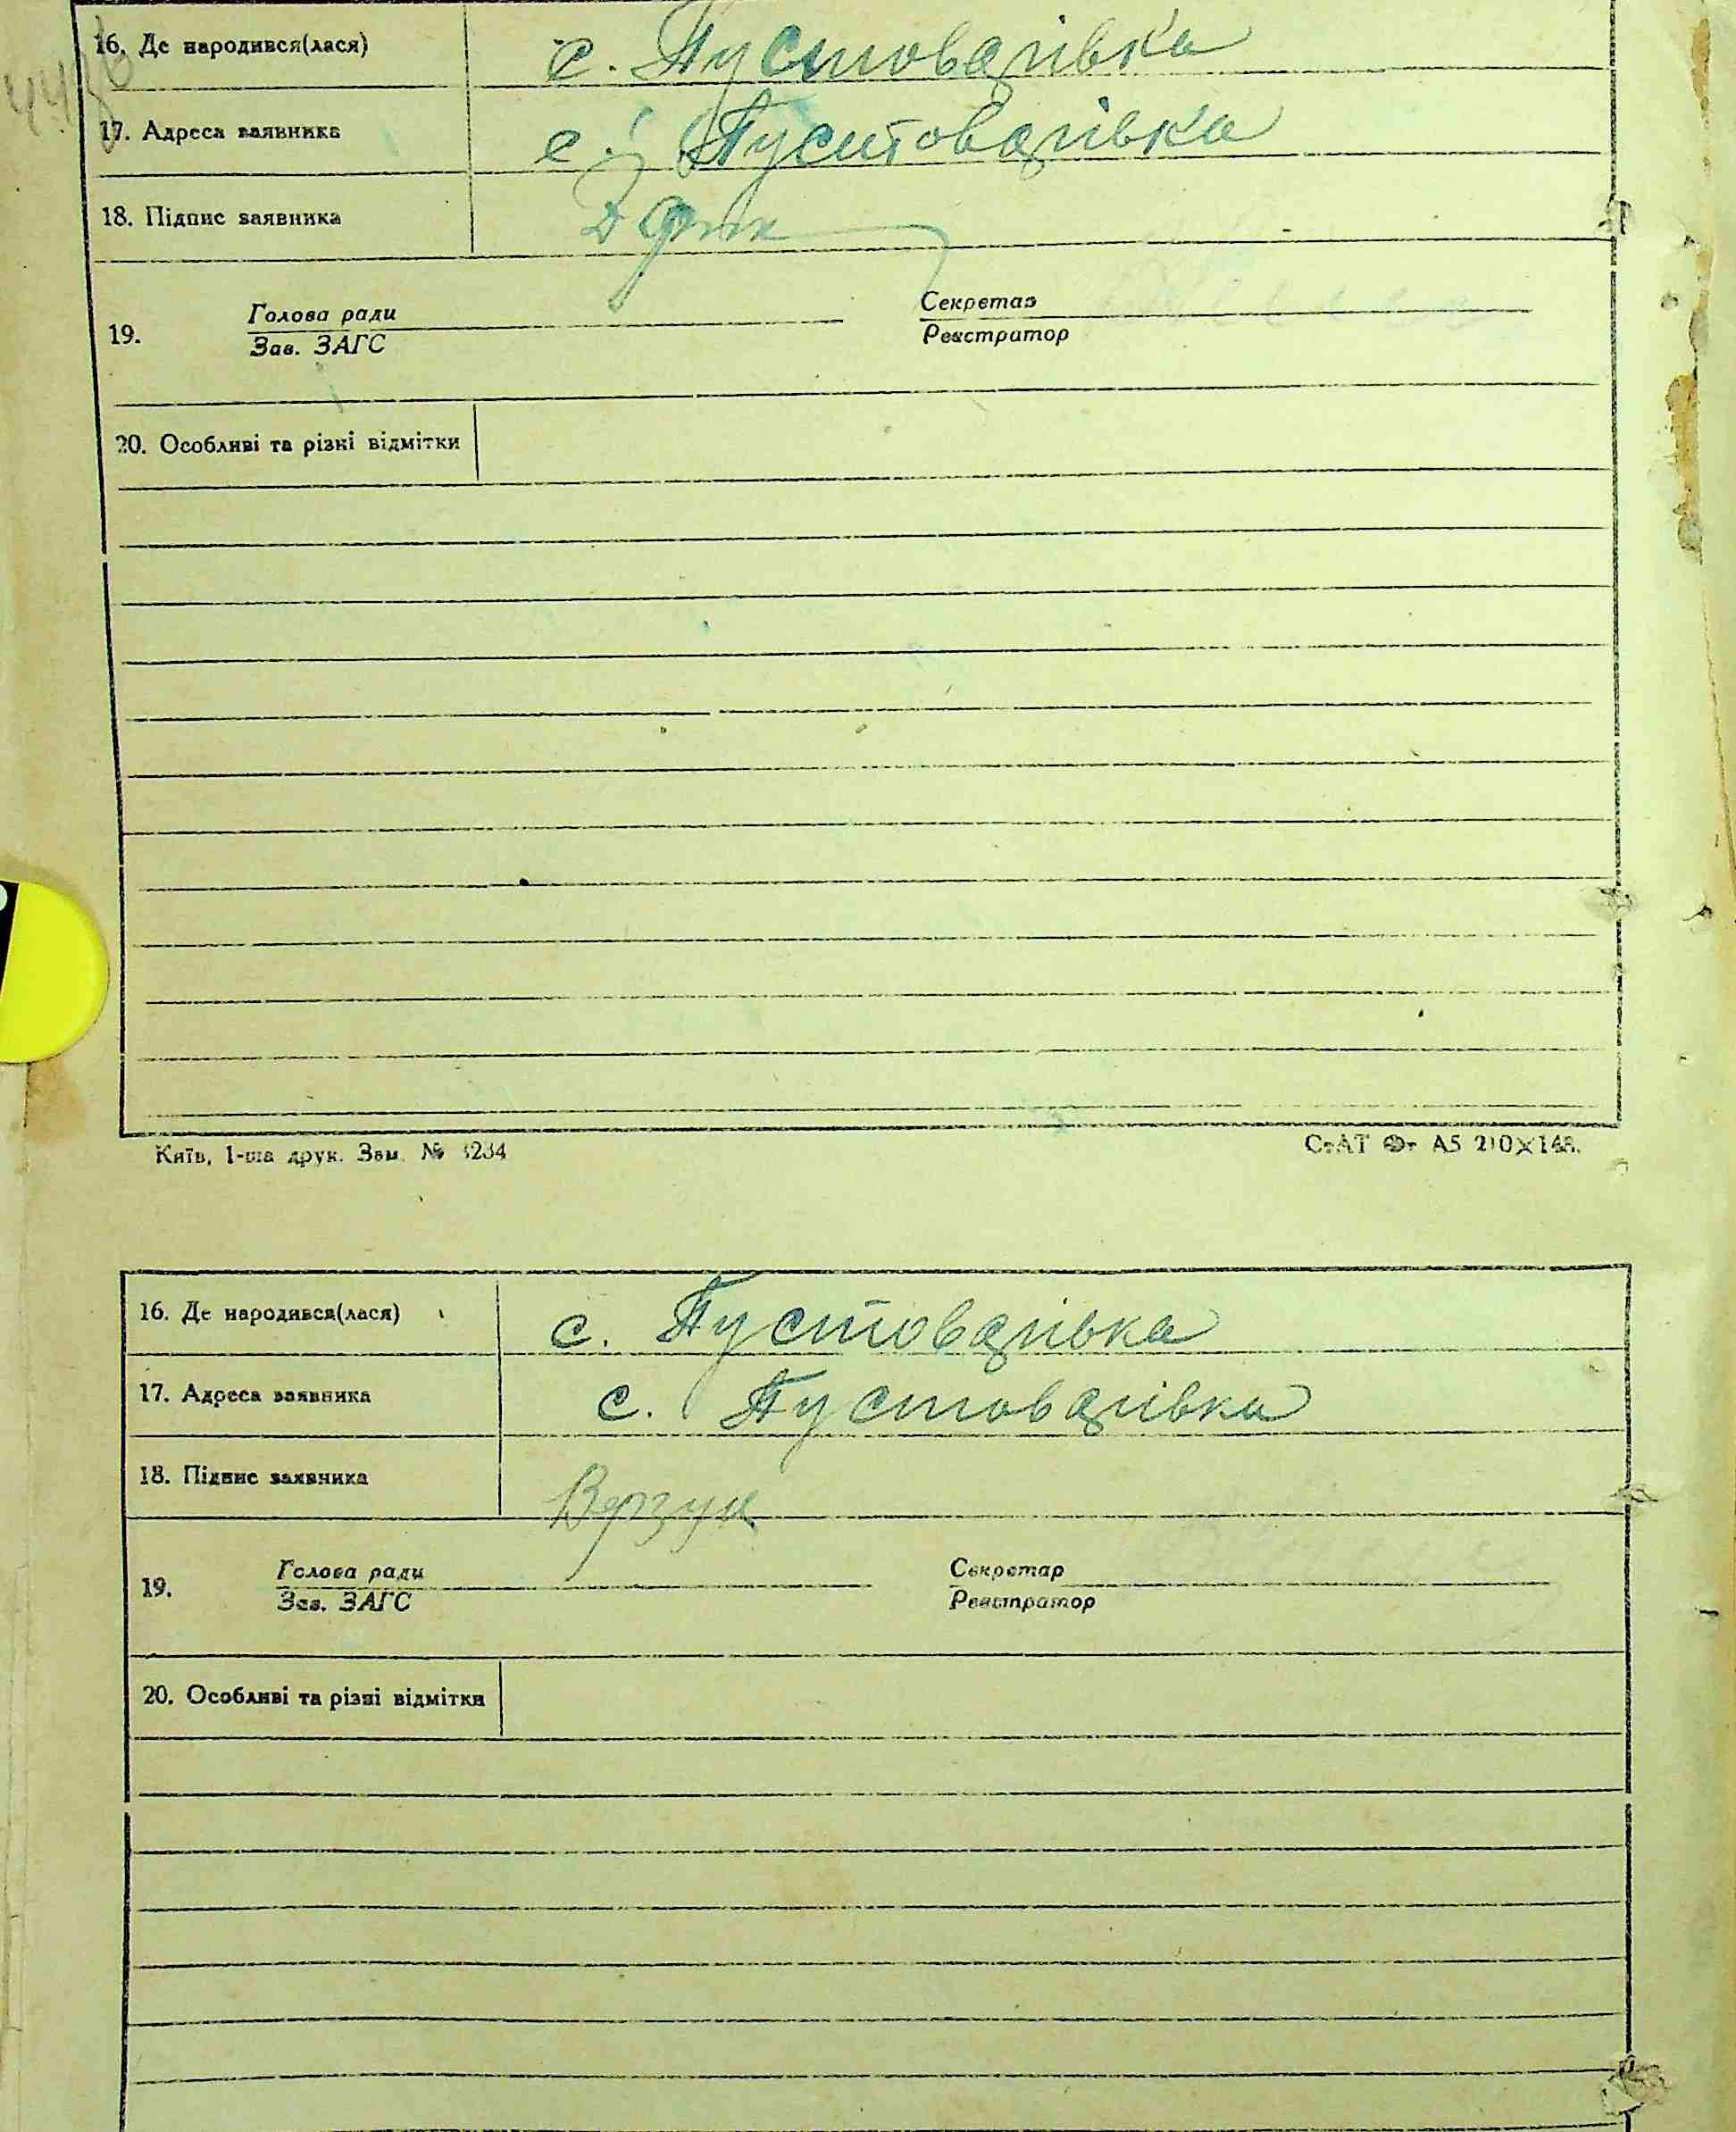 16. Де народився(лася) с. Пустоварівка
17. Адреса заявника с. Пустоварівка
18. Підпис заявника
Голова ради Секретар
19.
Зав. ЗАГС Реєстратор
20. Особливі та різні відмітки
Київ, 1-ша друк. Зам. № 3234 СтАТ Фт А5 210×148.
16. Де народився(лася) с. Пустоварівка
17. Адреса заявника с. Пустоварівка
18. Підпис заявника Верзун
Голова ради Секретар
19.
Зав. ЗАГС Реєстратор
20. Особливі та різні відмітки